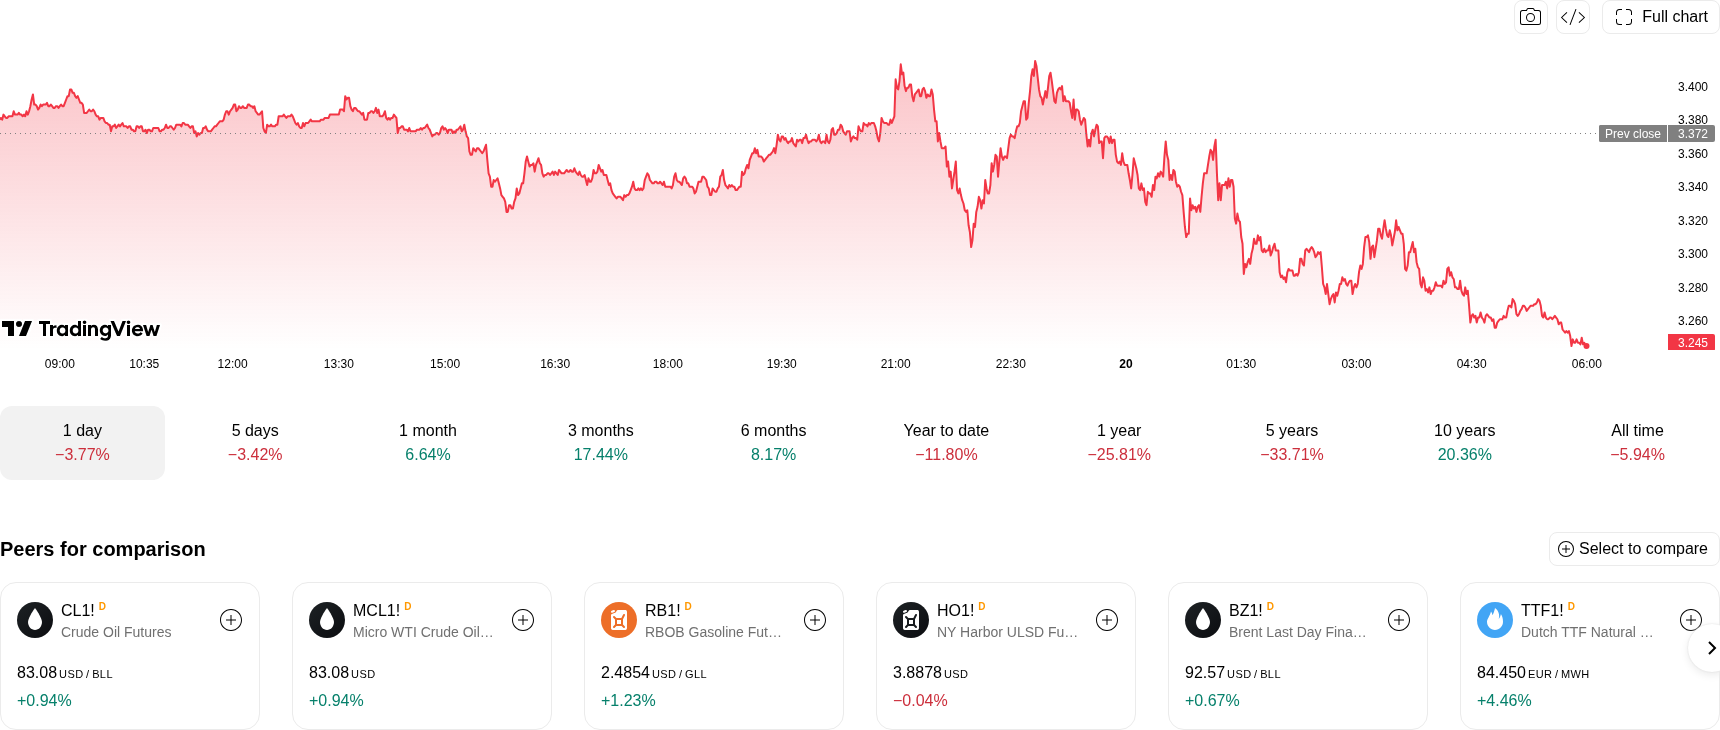 Full chart
3.400
3.380
Prev close 3.372
3.360
3.340
3.320
3.300
3.280
3.260
3.245
TradingView
09:00 10:35 12:00 13:30 15:00 16:30 18:00 19:30 21:00 22:30 20 01:30 03:00 04:30 06:00
1 day 5 days 1 month 3 months 6 months Year to date 1 year 5 years 10 years All time
−3.77% −3.42% 6.64% 17.44% 8.17% −11.80% −25.81% −33.71% 20.36% −5.94%
Peers for comparison
Select to compare
CL1! D
Crude Oil Futures
83.08 USD / BLL
+0.94%
MCL1! D
Micro WTI Crude Oil…
83.08 USD
+0.94%
RB1! D
RBOB Gasoline Fut…
2.4854 USD / GLL
+1.23%
HO1! D
NY Harbor ULSD Fu…
3.8878 USD
−0.04%
BZ1! D
Brent Last Day Fina…
92.57 USD / BLL
+0.67%
TTF1! D
Dutch TTF Natural …
84.450 EUR / MWH
+4.46%